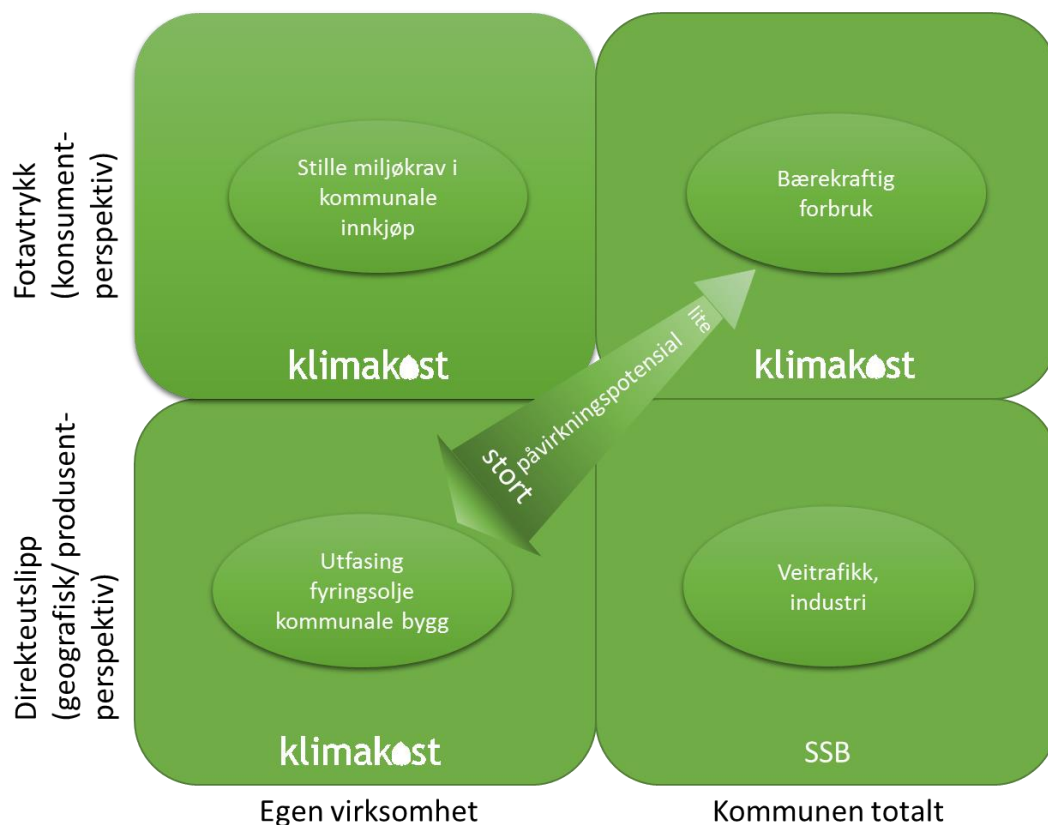 Fotavtrykk
(konsument-
perspektiv)
Stille miljøkrav i
kommunale
innkjøp
klimakost
Bærekraftig
forbruk
klimakost
lite
påvirkningspotensial
stort
Direkteutslipp
(geografisk/ produsent-
perspektiv)
Utfasing
fyringsolje
kommunale bygg
klimakost
Veitrafikk,
industri
SSB
Egen virksomhet
Kommunen totalt